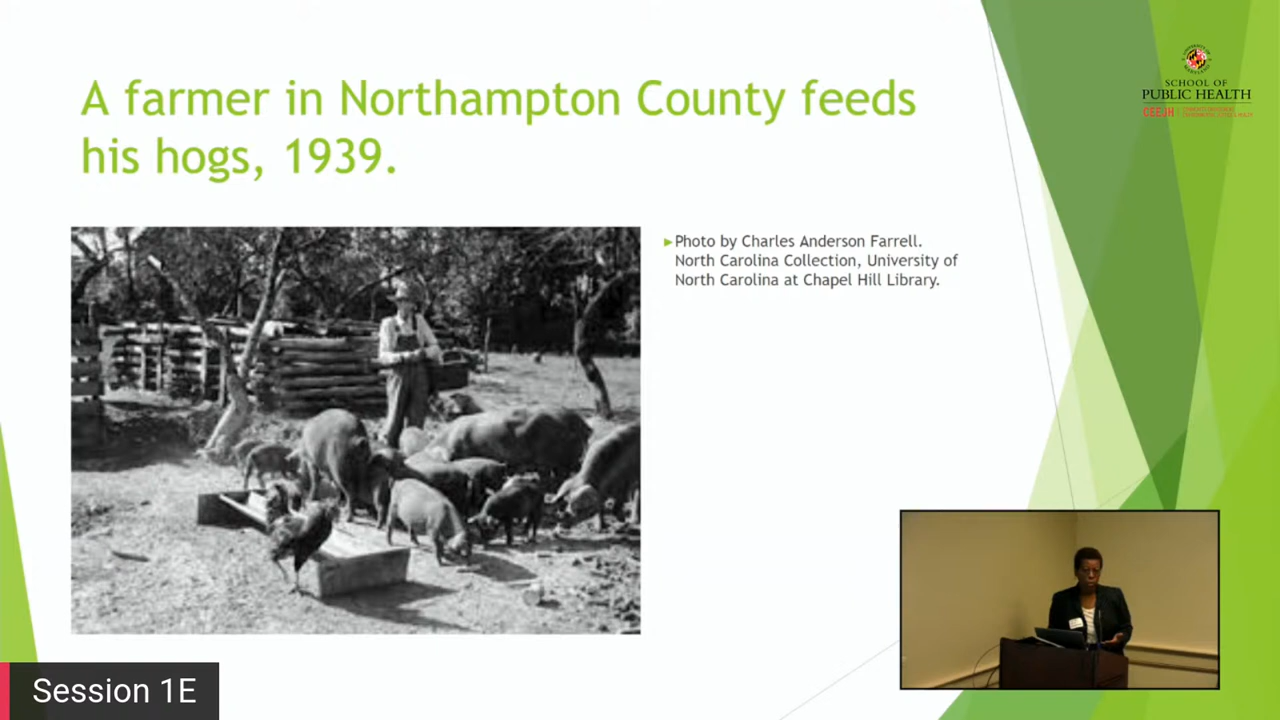 A farmer in Northampton County feeds
his hogs, 1939.
SCHOOL OF
PUBLIC HEALTH
CEEJH
Photo by Charles Anderson Farrell.
North Carolina Collection, University of
North Carolina at Chapel Hill Library.
Session 1E